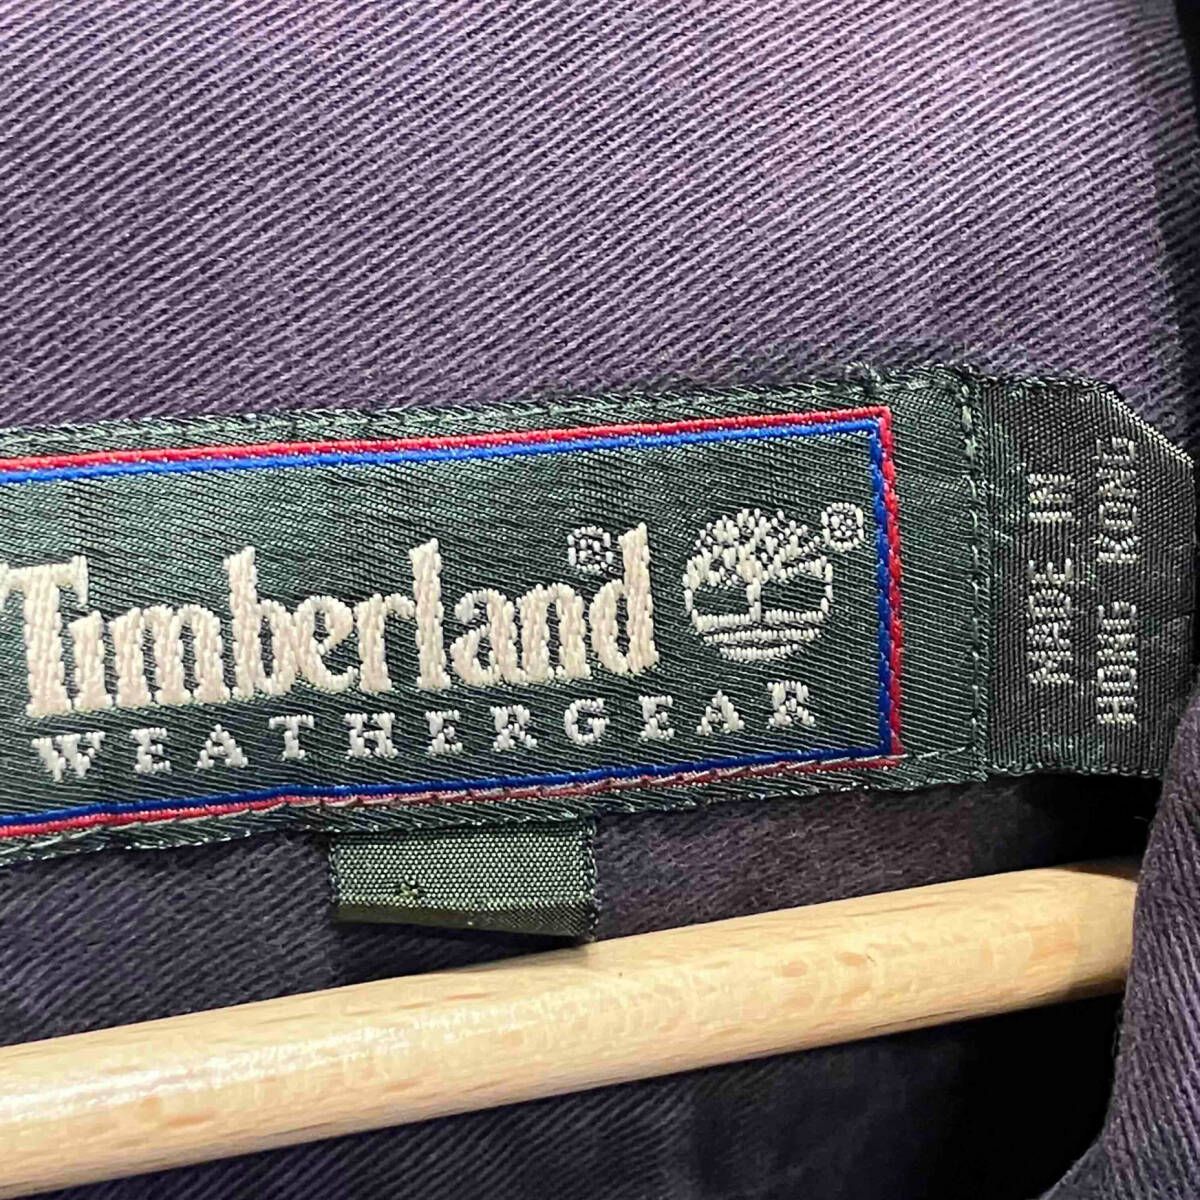 Timberland®
®
WEATHERGEAR
MADE IN
HONG KONG